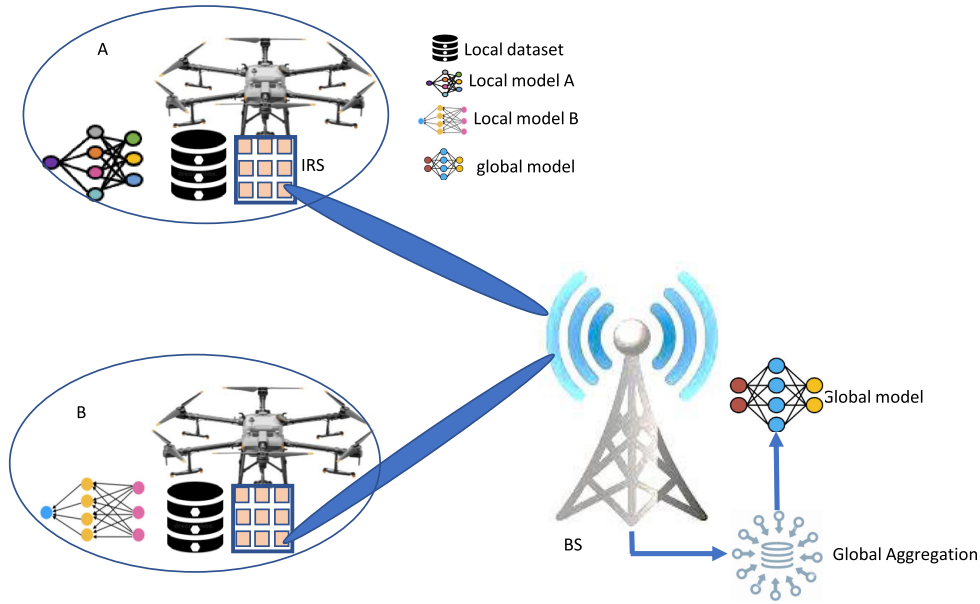 A
Local dataset
Local model A
Local model B
IRS
global model
B
Global model
BS
Global Aggregation